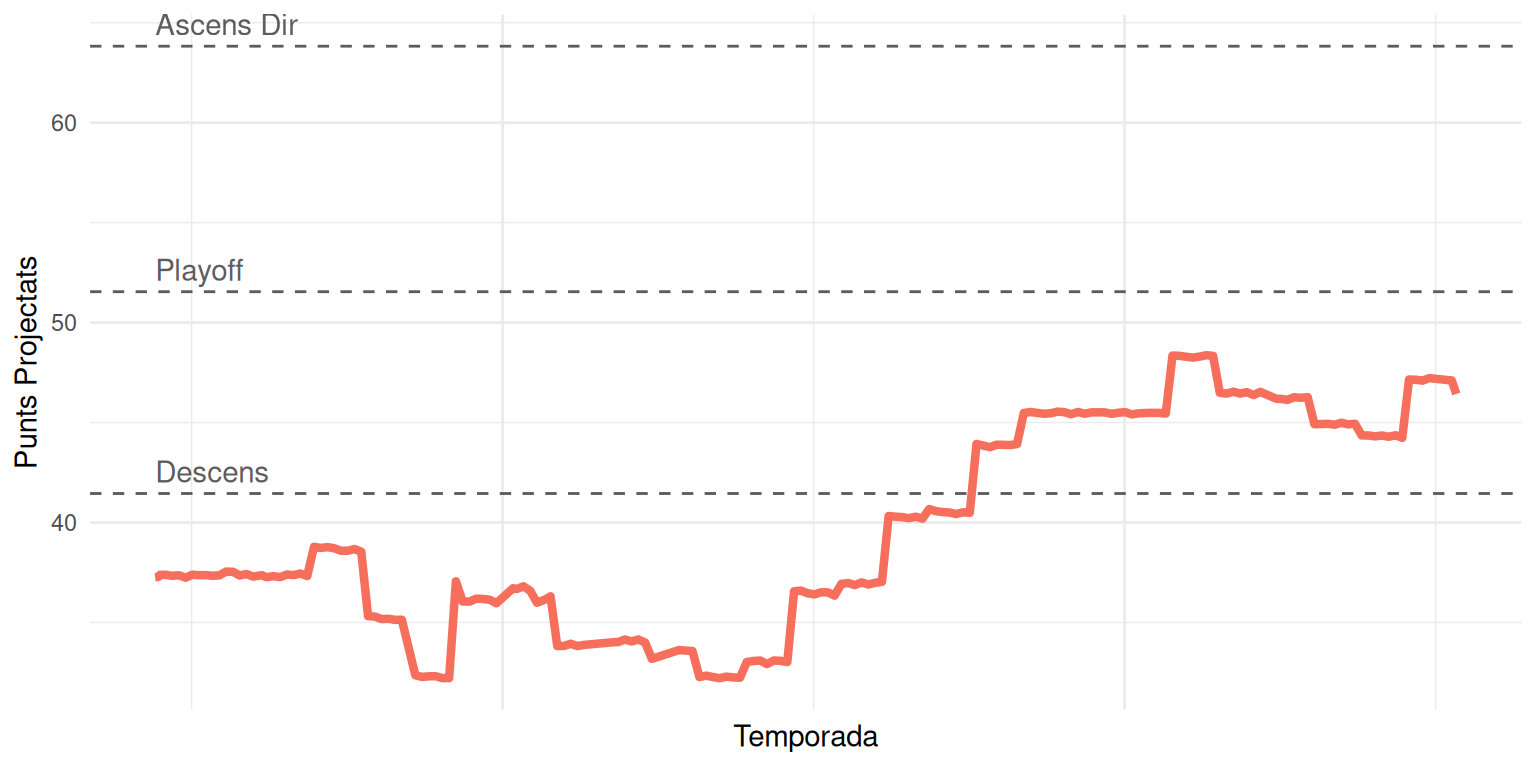 Ascens Dir
60
Playoff
50
Descens
40
Punts Projectats
Temporada